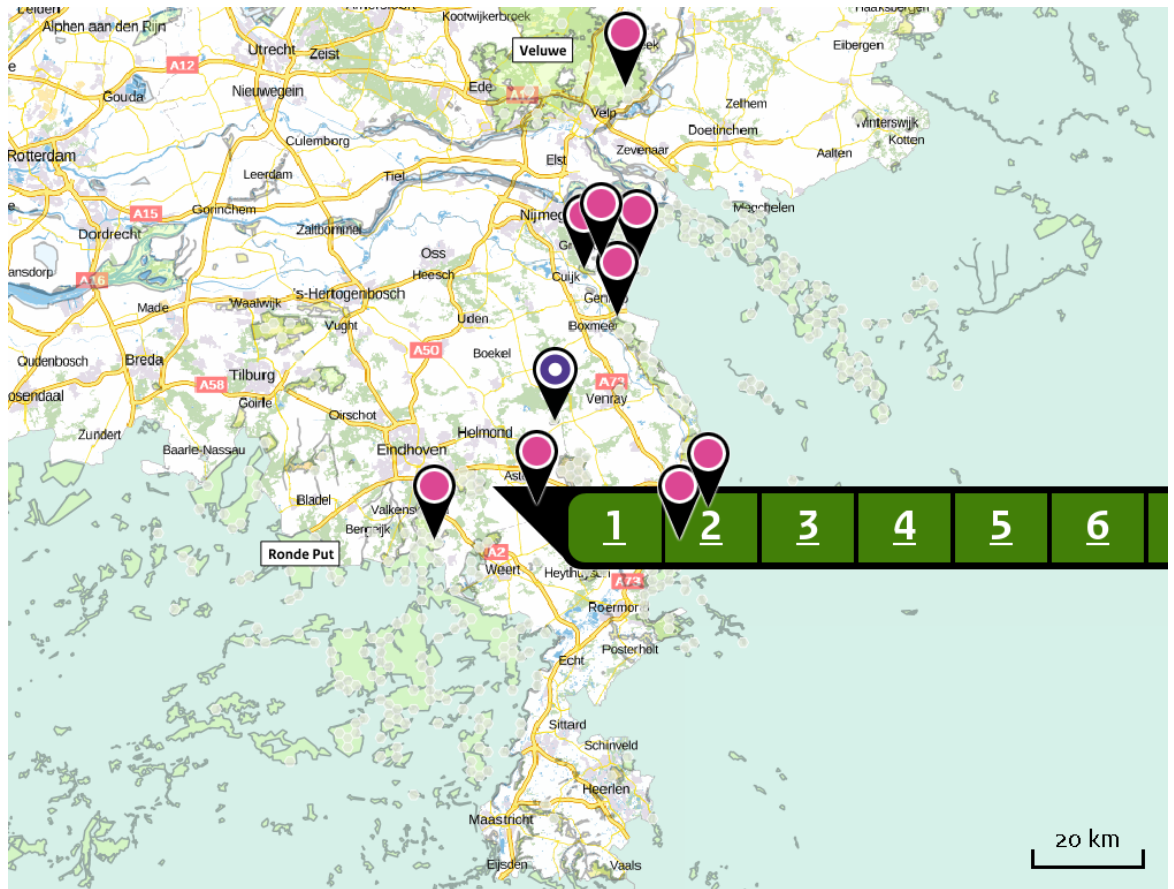 Leiden
Kootwijkerbroek
Haaksbergen
Alphen aan den Rijn
Eibergen
Utrecht
Zeist
Veluwe
A12
Ede
Gouda
Nieuwegein
Velp
Zelhem
Winterswijk
Culemborg
Doetinchem
Kotten
Rotterdam
Elst
Zevenaar
Aalten
Leerdam
Tiel
A15
Gorinchem
Megchelen
Dordrecht
Zaltbommel
Oss
Heesch
Cuijk
A16
Made
Waalwijk
's-Hertogenbosch
Uden
Boxmeer
Vught
A50
Boekel
Oudenbosch
Breda
Tilburg
A58
A73
Venray
Goirle
Oirschot
Zundert
Baarle-Nassau
Eindhoven
Helmond
Bladel
1
2
3
4
5
6
Ronde Put
A2
Weert
A73
Echt
Posterholt
Sittard
Schinveld
Heerlen
Maastricht
Eijsden
Vaals
20 km